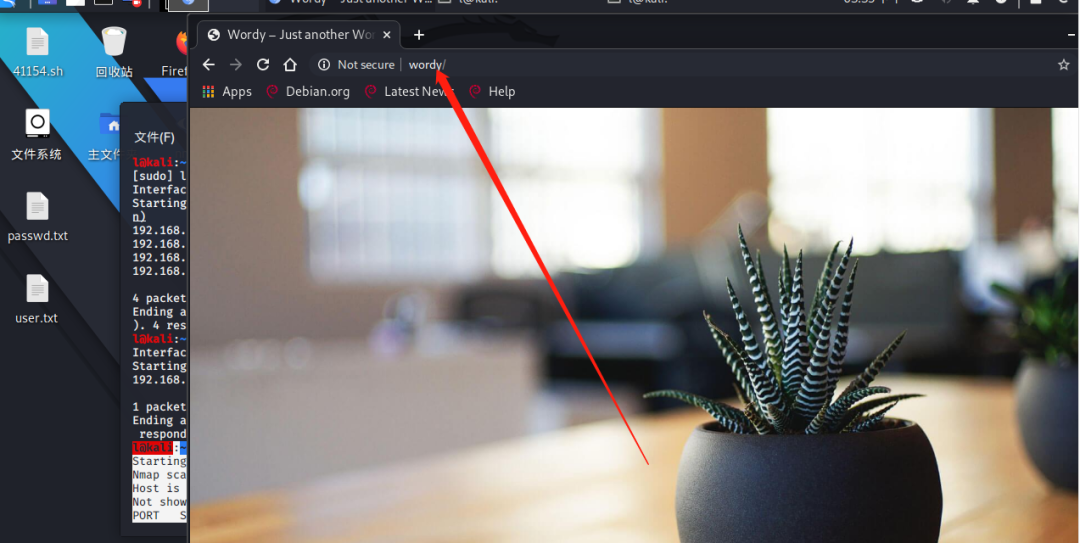 Wordy – Just another Wor
Not secure
wordy/
Apps
Debian.org
Latest News
Help
41154.sh
回收站
Firef
文件系统
主文件
passwd.txt
user.txt
文件(F)
l@kali:~
[sudo] l
Interfac
Starting
n)
192.168.
192.168.
192.168.
192.168.
4 packet
Ending a
). 4 res
l@kali:~
Interfac
Starting
192.168.
1 packet
Ending a
respond
l@kali:~
Starting
Nmap sca
Host is
Not show
PORT S